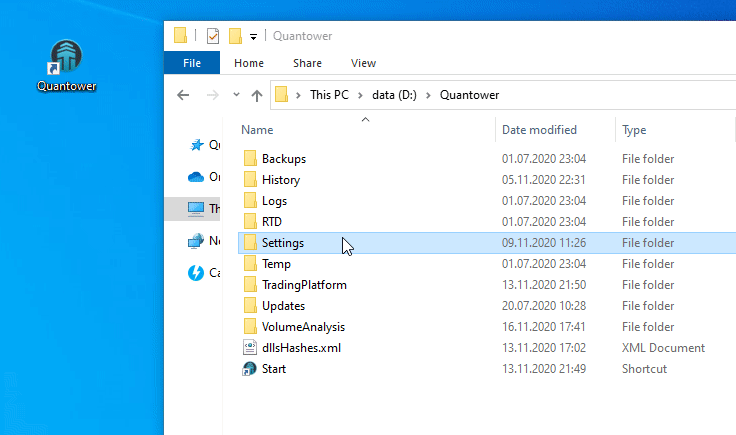 Quantower
Quantower
File Home Share View
This PC data (D:) Quantower
Name Date modified Type
Backups 01.07.2020 23:04 File folder
History 05.11.2020 22:31 File folder
Logs 01.07.2020 23:04 File folder
RTD 01.07.2020 23:04 File folder
Settings 09.11.2020 11:26 File folder
Temp 01.07.2020 23:04 File folder
TradingPlatform 13.11.2020 21:50 File folder
Updates 20.07.2020 10:28 File folder
VolumeAnalysis 16.11.2020 17:41 File folder
dllsHashes.xml 13.11.2020 17:02 XML Document
Start 13.11.2020 21:49 Shortcut